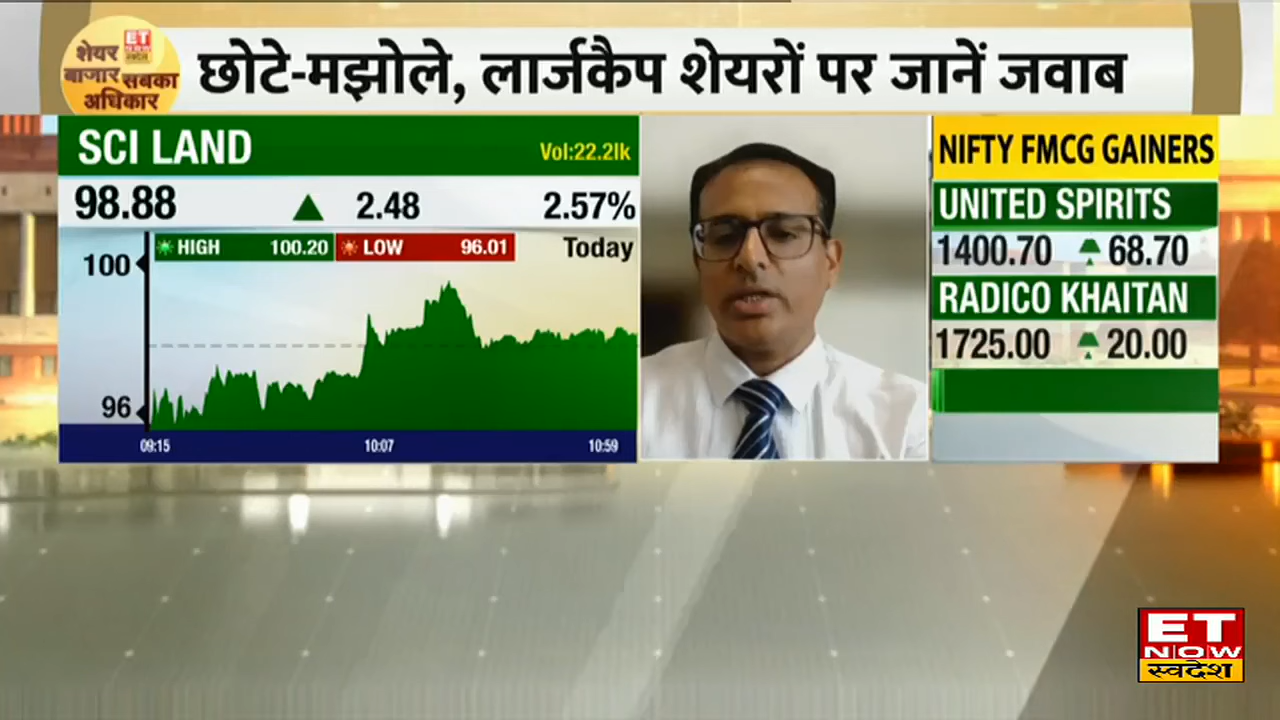 शेयर
बाजार
सबका
अधिकार
ET
NOW
स्वदेश
छोटे-मझोले, लार्जकैप शेयरों पर जानें जवाब
SCI LAND
Vol:22.2lk
98.88 ▲ 2.48 2.57%
HIGH 100.20 LOW 96.01 Today
100
96
09:15 10:07 10:59
NIFTY FMCG GAINERS
UNITED SPIRITS
1400.70 68.70
RADICO KHAITAN
1725.00 20.00
ET
NOW
स्वदेश